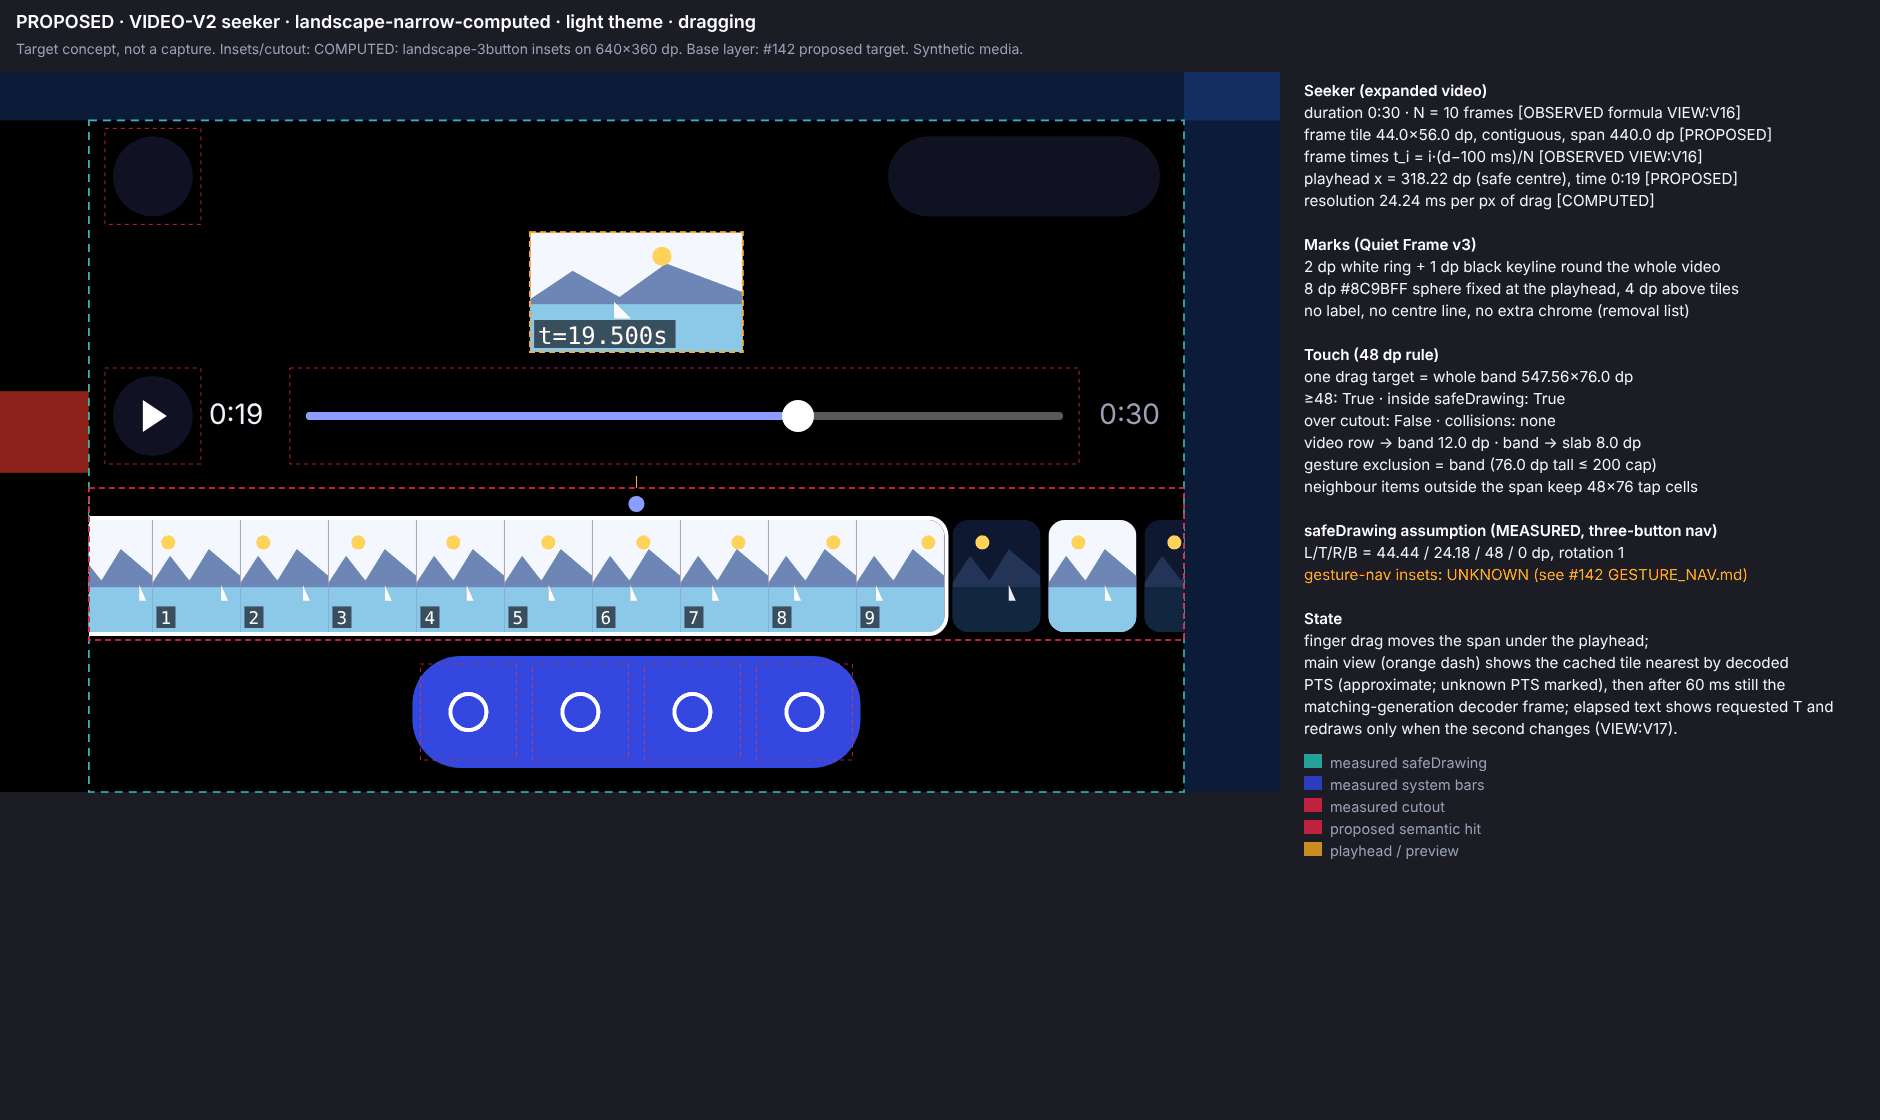 PROPOSED · VIDEO-V2 seeker · landscape-narrow-computed · light theme · dragging
Target concept, not a capture. Insets/cutout: COMPUTED: landscape-3button insets on 640×360 dp. Base layer: #142 proposed target. Synthetic media.
t=19.500s
0:19
0:30
1
2
3
4
5
6
7
8
9
Seeker (expanded video)
duration 0:30 · N = 10 frames [OBSERVED formula VIEW:V16]
frame tile 44.0×56.0 dp, contiguous, span 440.0 dp [PROPOSED]
frame times t_i = i·(d−100 ms)/N [OBSERVED VIEW:V16]
playhead x = 318.22 dp (safe centre), time 0:19 [PROPOSED]
resolution 24.24 ms per px of drag [COMPUTED]
Marks (Quiet Frame v3)
2 dp white ring + 1 dp black keyline round the whole video
8 dp #8C9BFF sphere fixed at the playhead, 4 dp above tiles
no label, no centre line, no extra chrome (removal list)
Touch (48 dp rule)
one drag target = whole band 547.56×76.0 dp
≥48: True · inside safeDrawing: True
over cutout: False · collisions: none
video row → band 12.0 dp · band → slab 8.0 dp
gesture exclusion = band (76.0 dp tall ≤ 200 cap)
neighbour items outside the span keep 48×76 tap cells
safeDrawing assumption (MEASURED, three-button nav)
L/T/R/B = 44.44 / 24.18 / 48 / 0 dp, rotation 1
gesture-nav insets: UNKNOWN (see #142 GESTURE_NAV.md)
State
finger drag moves the span under the playhead;
main view (orange dash) shows the cached tile nearest by decoded
PTS (approximate; unknown PTS marked), then after 60 ms still the
matching-generation decoder frame; elapsed text shows requested T and
redraws only when the second changes (VIEW:V17).
measured safeDrawing
measured system bars
measured cutout
proposed semantic hit
playhead / preview